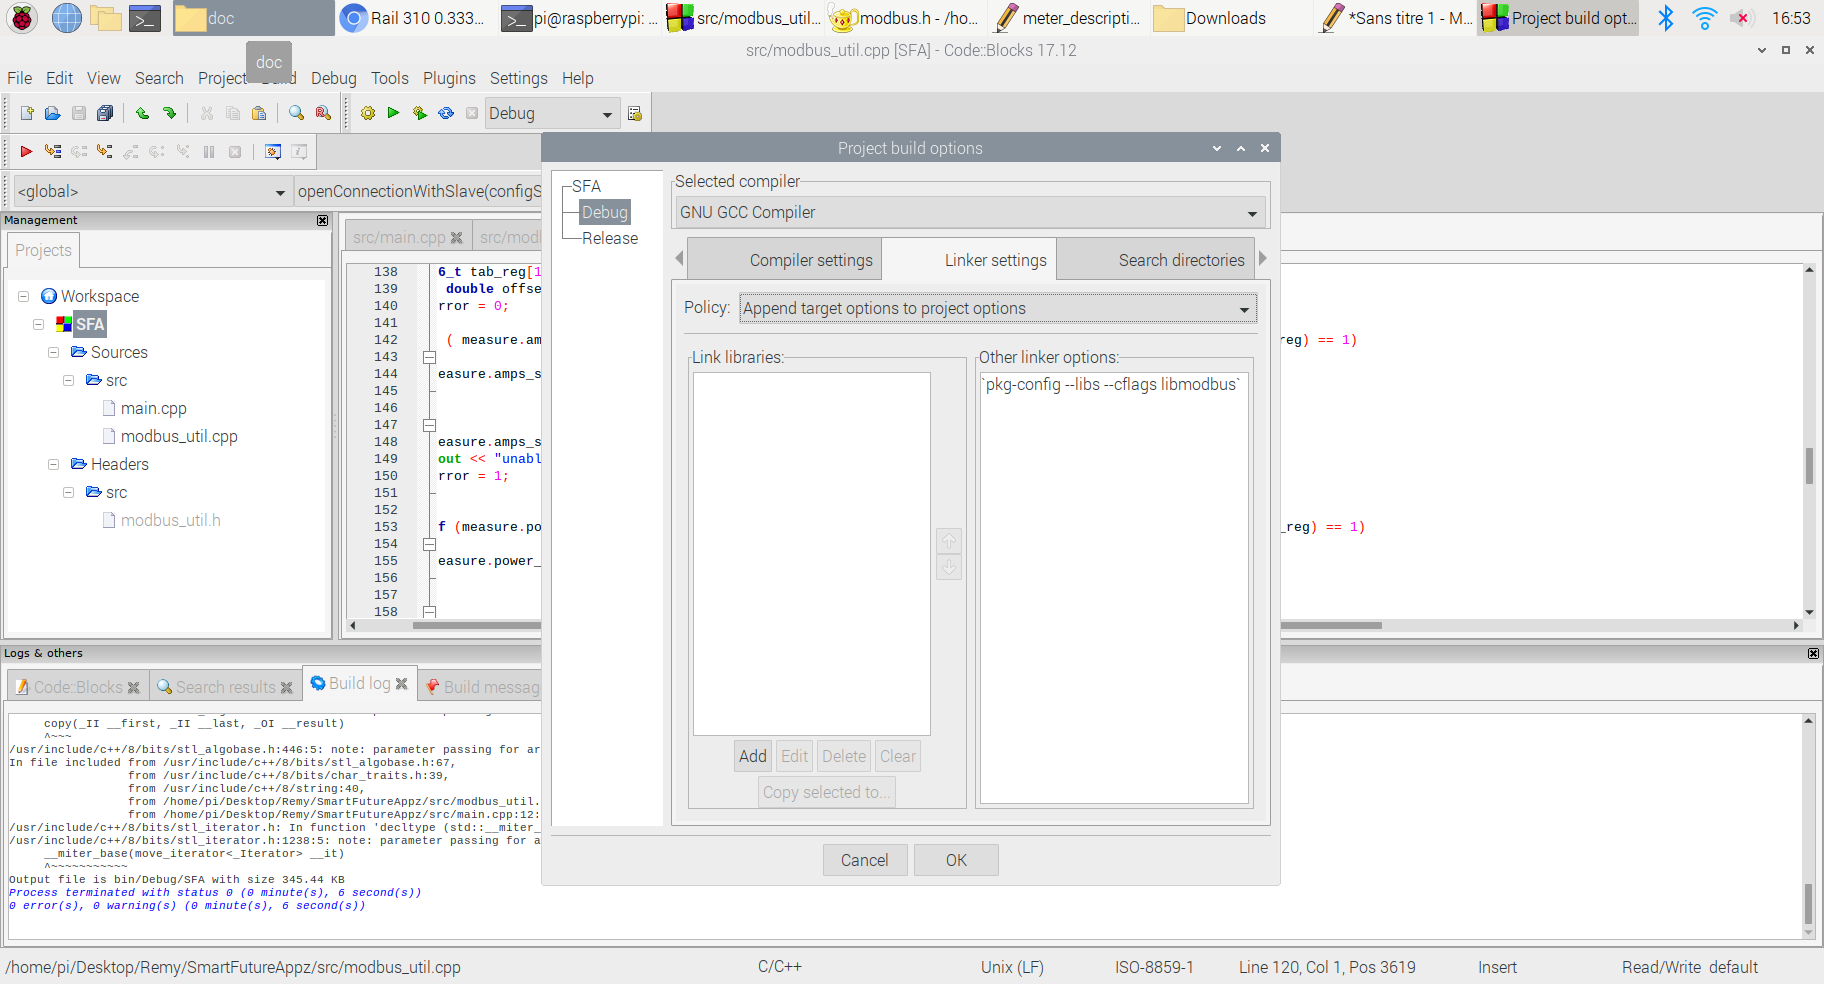 doc
Rail 310 0.333...
pi@raspberrypi: ...
src/modbus_util...
modbus.h - /ho...
meter_descripti...
Downloads
*Sans titre 1 - M...
Project build opt...
16:53
src/modbus_util.cpp [SFA] - Code::Blocks 17.12
doc
File Edit View Search Project Build Debug Tools Plugins Settings Help
Debug
<global>
openConnectionWithSlave(configS
Management
Projects
Workspace
SFA
Sources
src
main.cpp
modbus_util.cpp
Headers
src
modbus_util.h
src/main.cpp
src/modl
138 6_t tab_reg[1
139 double offse
140 rror = 0;
141
142 ( measure.am reg) == 1)
143
144 easure.amps_s
145
146
147
148 easure.amps_s
149 out << "unabl
150 rror = 1;
151
152
153 f (measure.po _reg) == 1)
154
155 easure.power_
156
157
158
Project build options
SFA
Debug
Release
Selected compiler
GNU GCC Compiler
Compiler settings
Linker settings
Search directories
Policy:
Append target options to project options
Link libraries:
Other linker options:
`pkg-config --libs --cflags libmodbus`
Add Edit Delete Clear
Copy selected to...
Cancel OK
Logs & others
Code::Blocks
Search results
Build log
Build messag
copy(_II __first, _II __last, _OI __result)
^~~~
/usr/include/c++/8/bits/stl_algobase.h:446:5: note: parameter passing for ar
In file included from /usr/include/c++/8/bits/stl_algobase.h:67,
from /usr/include/c++/8/bits/char_traits.h:39,
from /usr/include/c++/8/string:40,
from /home/pi/Desktop/Remy/SmartFutureAppz/src/modbus_util.
from /home/pi/Desktop/Remy/SmartFutureAppz/src/main.cpp:12:
/usr/include/c++/8/bits/stl_iterator.h: In function 'decltype (std::__miter_
/usr/include/c++/8/bits/stl_iterator.h:1238:5: note: parameter passing for a
__miter_base(move_iterator<_Iterator> __it)
^~~~~~~~~~~~
Output file is bin/Debug/SFA with size 345.44 KB
Process terminated with status 0 (0 minute(s), 6 second(s))
0 error(s), 0 warning(s) (0 minute(s), 6 second(s))
/home/pi/Desktop/Remy/SmartFutureAppz/src/modbus_util.cpp
C/C++
Unix (LF)
ISO-8859-1
Line 120, Col 1, Pos 3619
Insert
Read/Write default